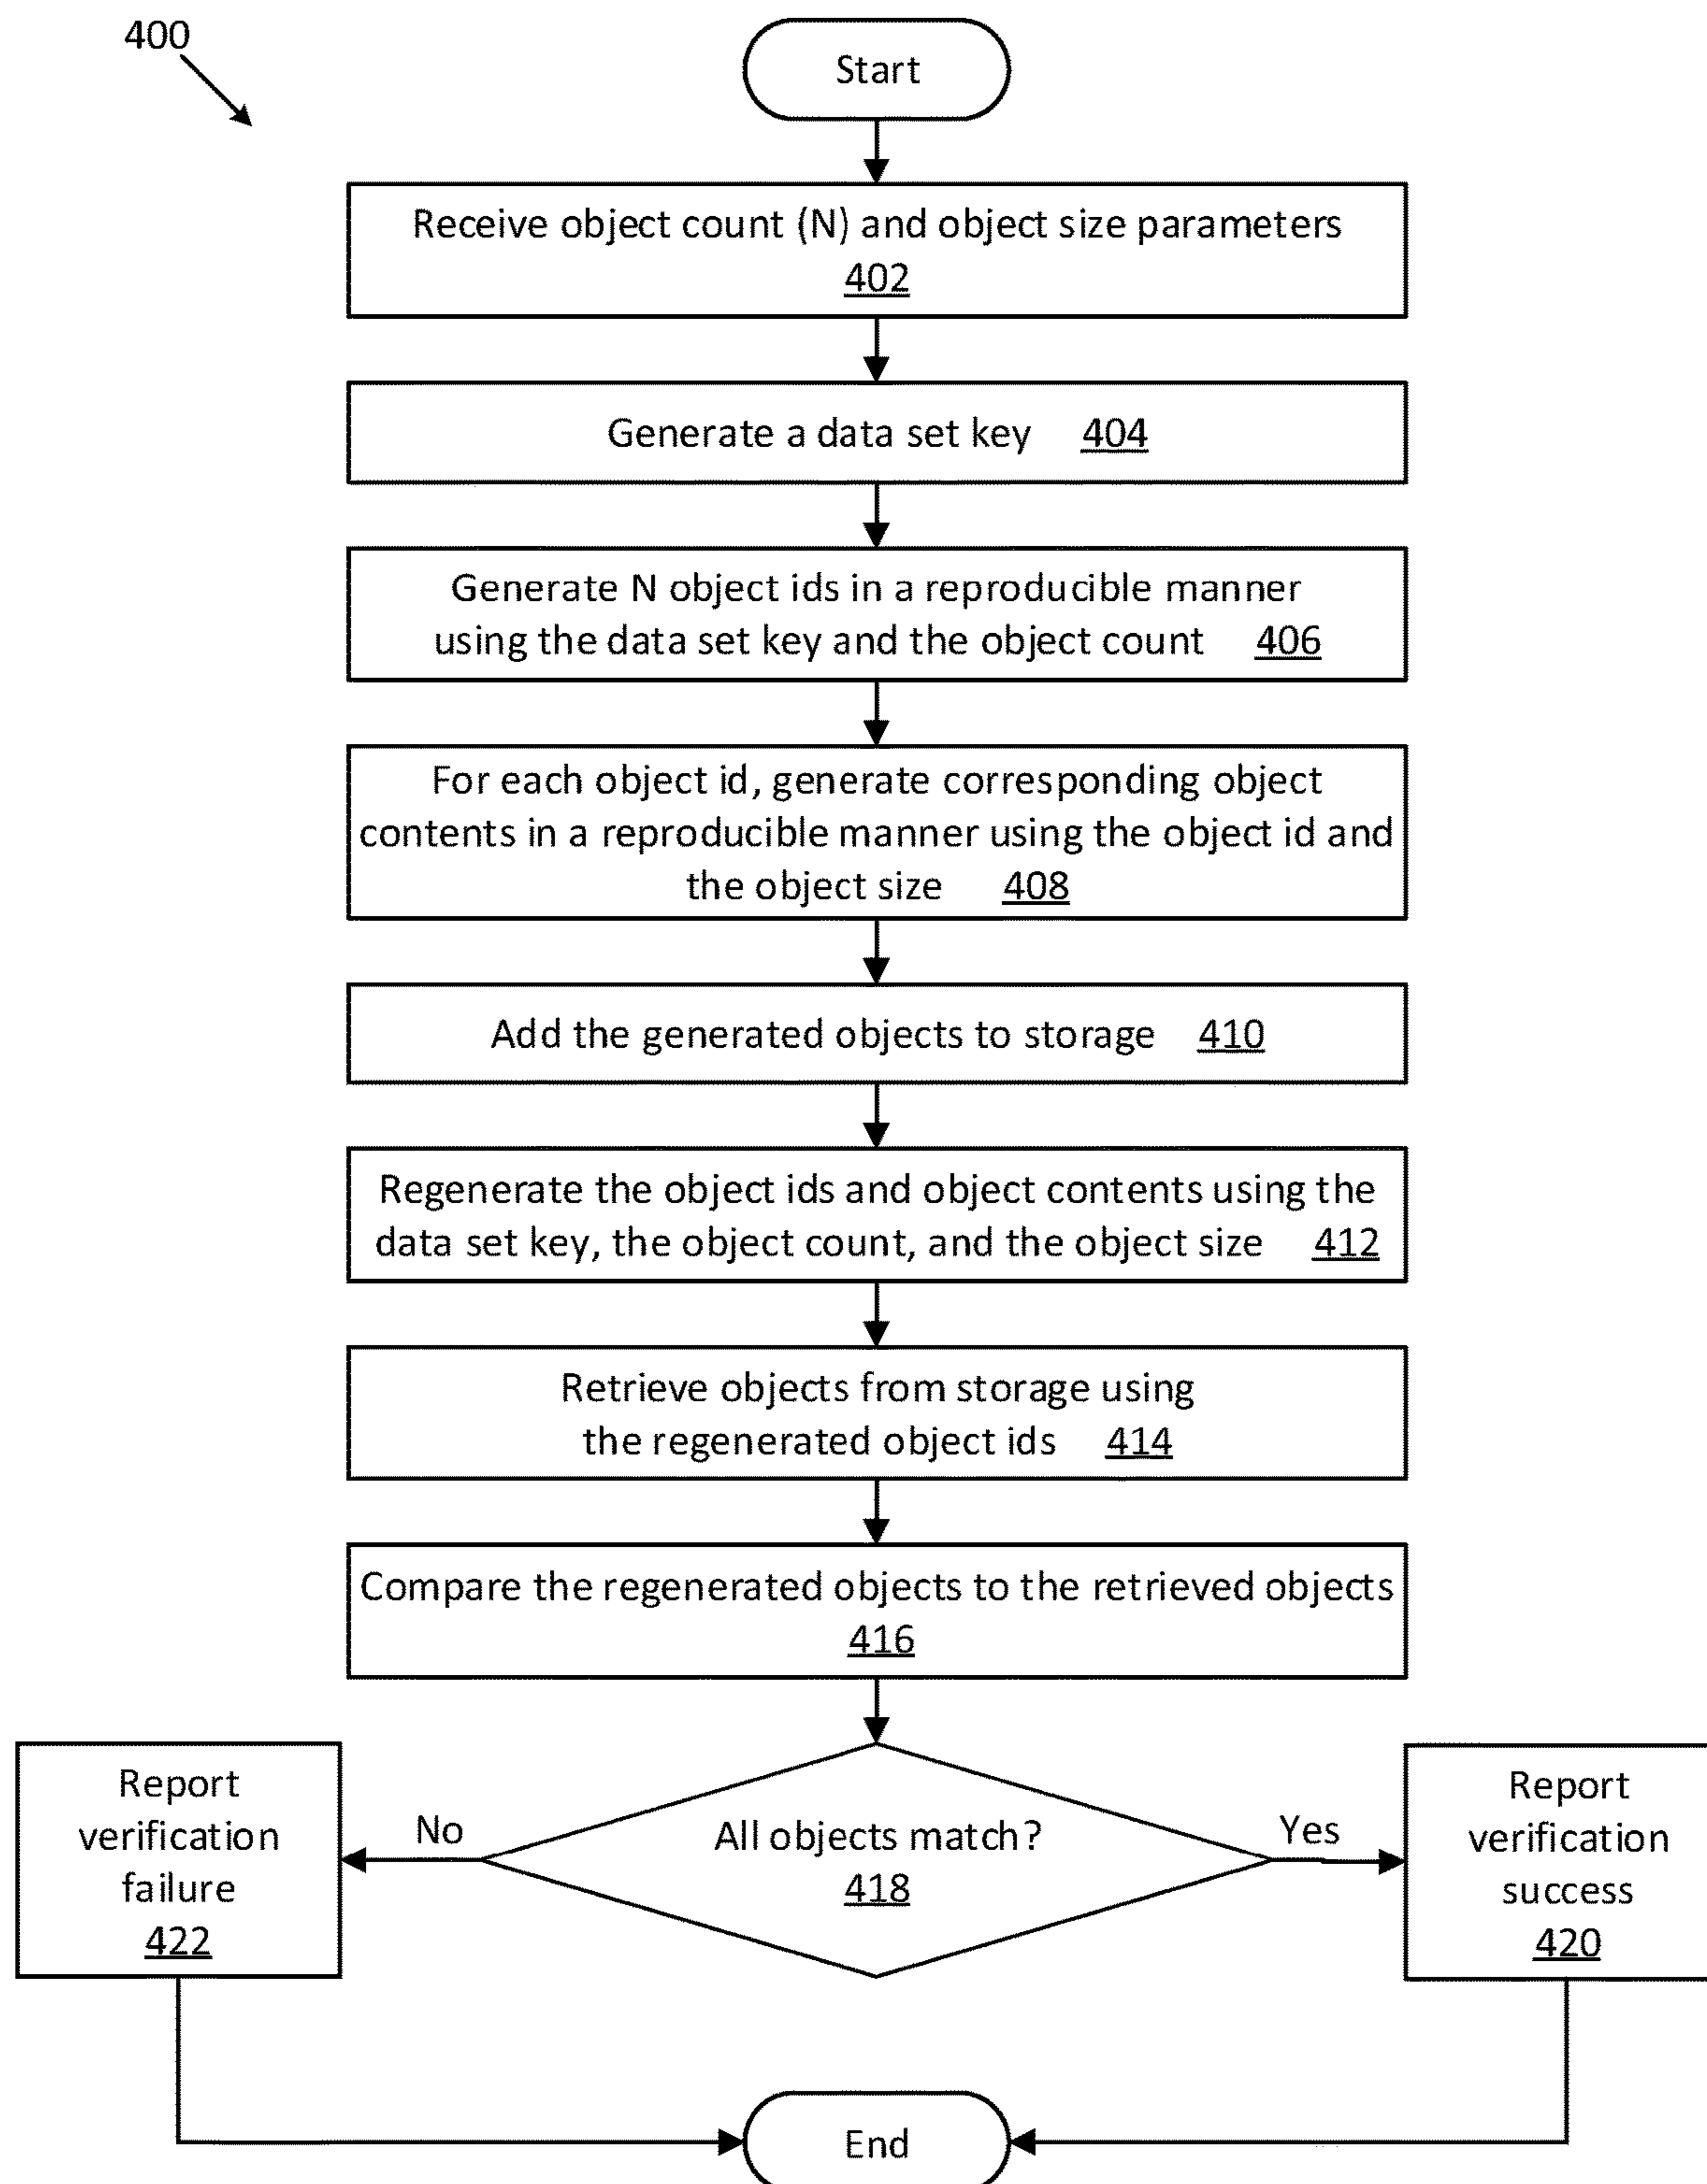 400
Start
Receive object count (N) and object size parameters
402
Generate a data set key 404
Generate N object ids in a reproducible manner
using the data set key and the object count 406
For each object id, generate corresponding object
contents in a reproducible manner using the object id and
the object size 408
Add the generated objects to storage 410
Regenerate the object ids and object contents using the
data set key, the object count, and the object size 412
Retrieve objects from storage using
the regenerated object ids 414
Compare the regenerated objects to the retrieved objects
416
Report
verification
failure
422
No
All objects match?
418
Yes
Report
verification
success
420
End